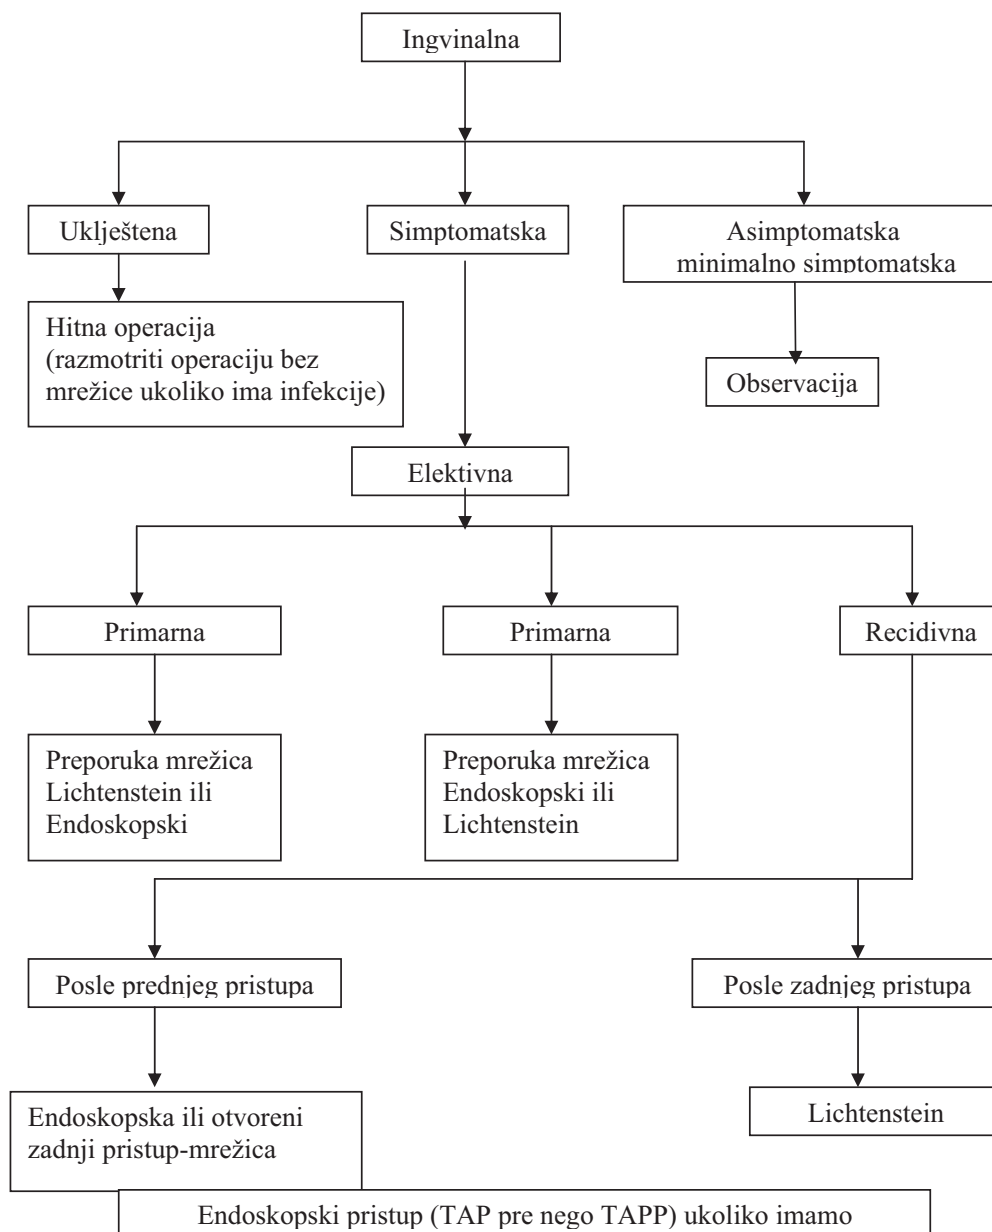 Ingvinalna
Uklještena
Simptomatska
Asimptomatska
minimalno simptomatska
Hitna operacija
(razmotriti operaciju bez
mrežice ukoliko ima infekcije)
Observacija
Elektivna
Primarna
Primarna
Recidivna
Preporuka mrežica
Lichtenstein ili
Endoskopski
Preporuka mrežica
Endoskopski ili
Lichtenstein
Posle prednjeg pristupa
Posle zadnjeg pristupa
Endoskopska ili otvoreni
zadnji pristup-mrežica
Lichtenstein
Endoskopski pristup (TAP pre nego TAPP) ukoliko imamo